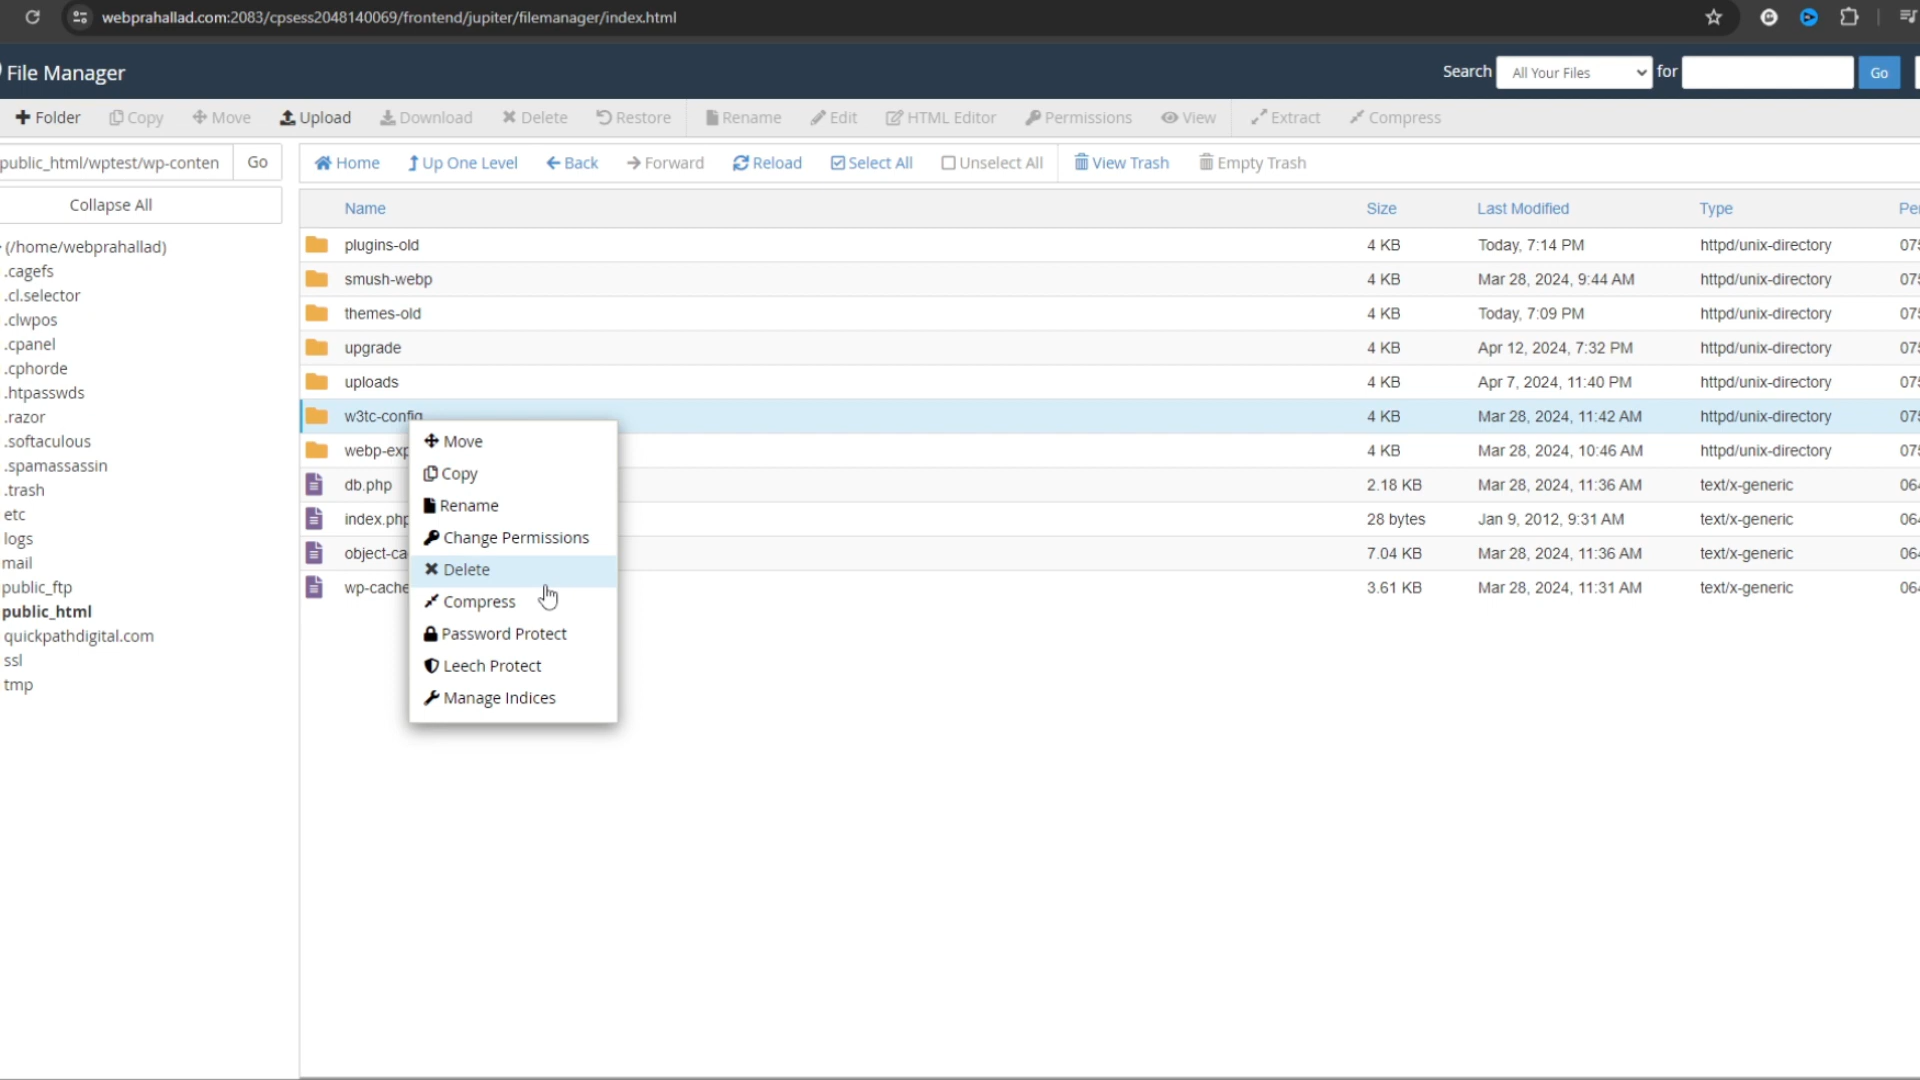 webprahallad.com:2083/cpsess2048140069/frontend/jupiter/filemanager/index.html
File Manager
Search All Your Files for Go
Folder Copy Move Upload Download Delete Restore Rename Edit HTML Editor Permissions View Extract Compress
public_html/wptest/wp-conten Go
Home Up One Level Back Forward Reload Select All Unselect All View Trash Empty Trash
Collapse All
(/home/webprahallad)
.cagefs
.cl.selector
.clwpos
.cpanel
.cphorde
.htpasswds
.razor
.softaculous
.spamassassin
.trash
etc
logs
mail
public_ftp
public_html
quickpathdigital.com
ssl
tmp
Name Size Last Modified Type
plugins-old 4 KB Today, 7:14 PM httpd/unix-directory
smush-webp 4 KB Mar 28, 2024, 9:44 AM httpd/unix-directory
themes-old 4 KB Today, 7:09 PM httpd/unix-directory
upgrade 4 KB Apr 12, 2024, 7:32 PM httpd/unix-directory
uploads 4 KB Apr 7, 2024, 11:40 PM httpd/unix-directory
w3tc-config 4 KB Mar 28, 2024, 11:42 AM httpd/unix-directory
webp-exp 4 KB Mar 28, 2024, 10:46 AM httpd/unix-directory
db.php 2.18 KB Mar 28, 2024, 11:36 AM text/x-generic
index.php 28 bytes Jan 9, 2012, 9:31 AM text/x-generic
object-ca 7.04 KB Mar 28, 2024, 11:36 AM text/x-generic
wp-cache 3.61 KB Mar 28, 2024, 11:31 AM text/x-generic
Move
Copy
Rename
Change Permissions
Delete
Compress
Password Protect
Leech Protect
Manage Indices